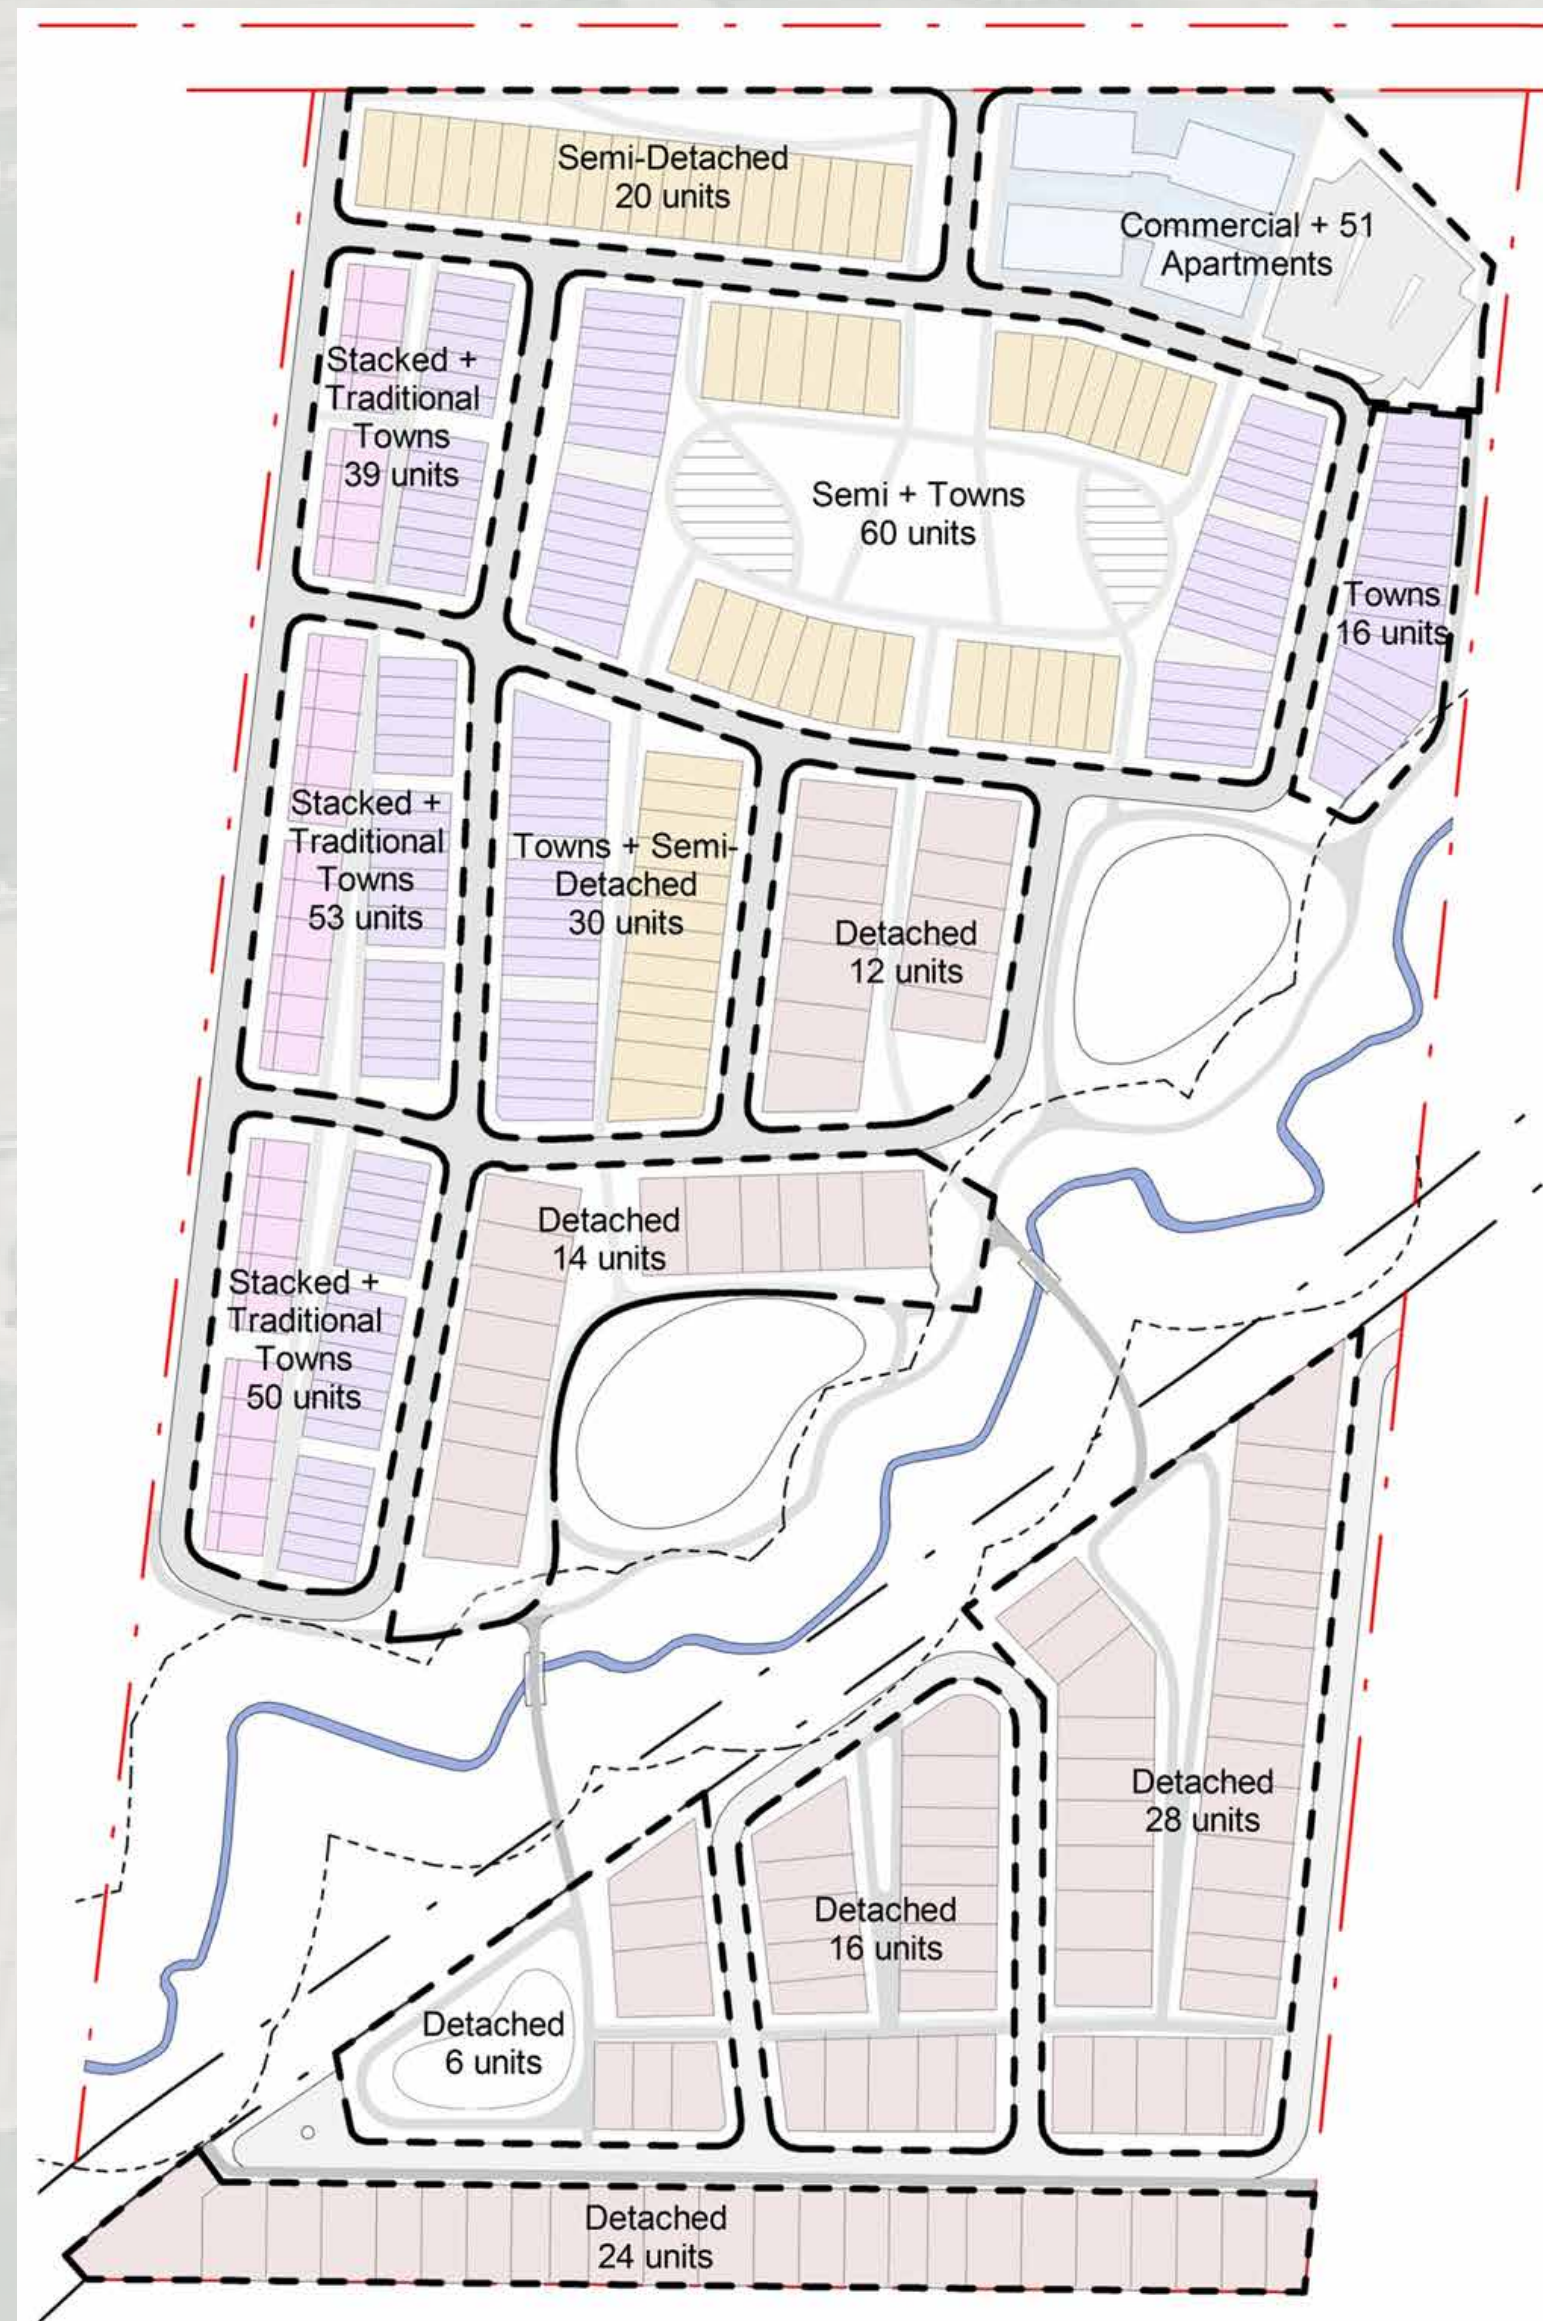 Semi-Detached
20 units
Commercial + 51
Apartments
Stacked +
Traditional
Towns
39 units
Semi + Towns
60 units
Towns
16 units
Stacked +
Traditional
Towns
53 units
Towns + Semi-
Detached
30 units
Detached
12 units
Detached
14 units
Stacked +
Traditional
Towns
50 units
Detached
28 units
Detached
16 units
Detached
6 units
Detached
24 units